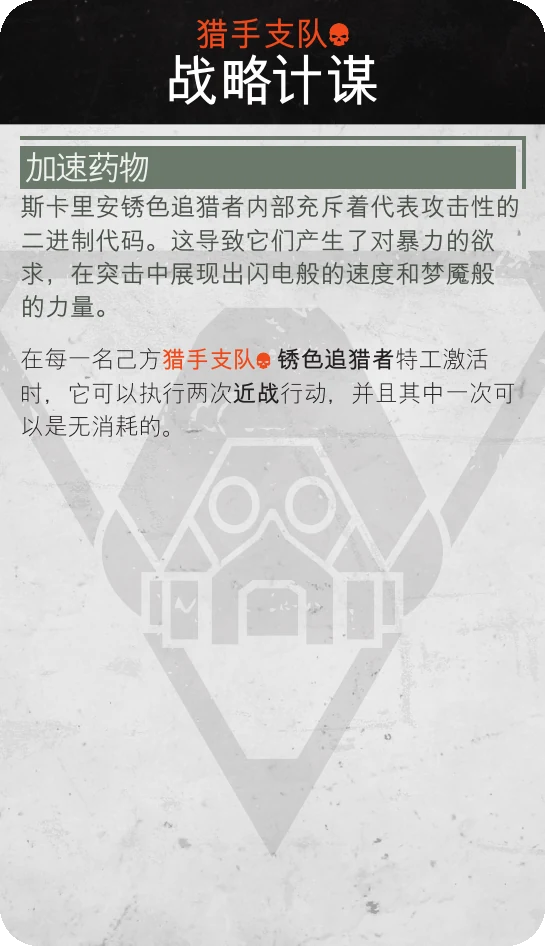 猎手支队
战略计谋
加速药物
斯卡里安锈色追猎者内部充斥着代表攻击性的
二进制代码。这导致它们产生了对暴力的欲
求，在突击中展现出闪电般的速度和梦魇般
的力量。
在每一名己方猎手支队 锈色追猎者特工激活
时，它可以执行两次近战行动，并且其中一次可
以是无消耗的。